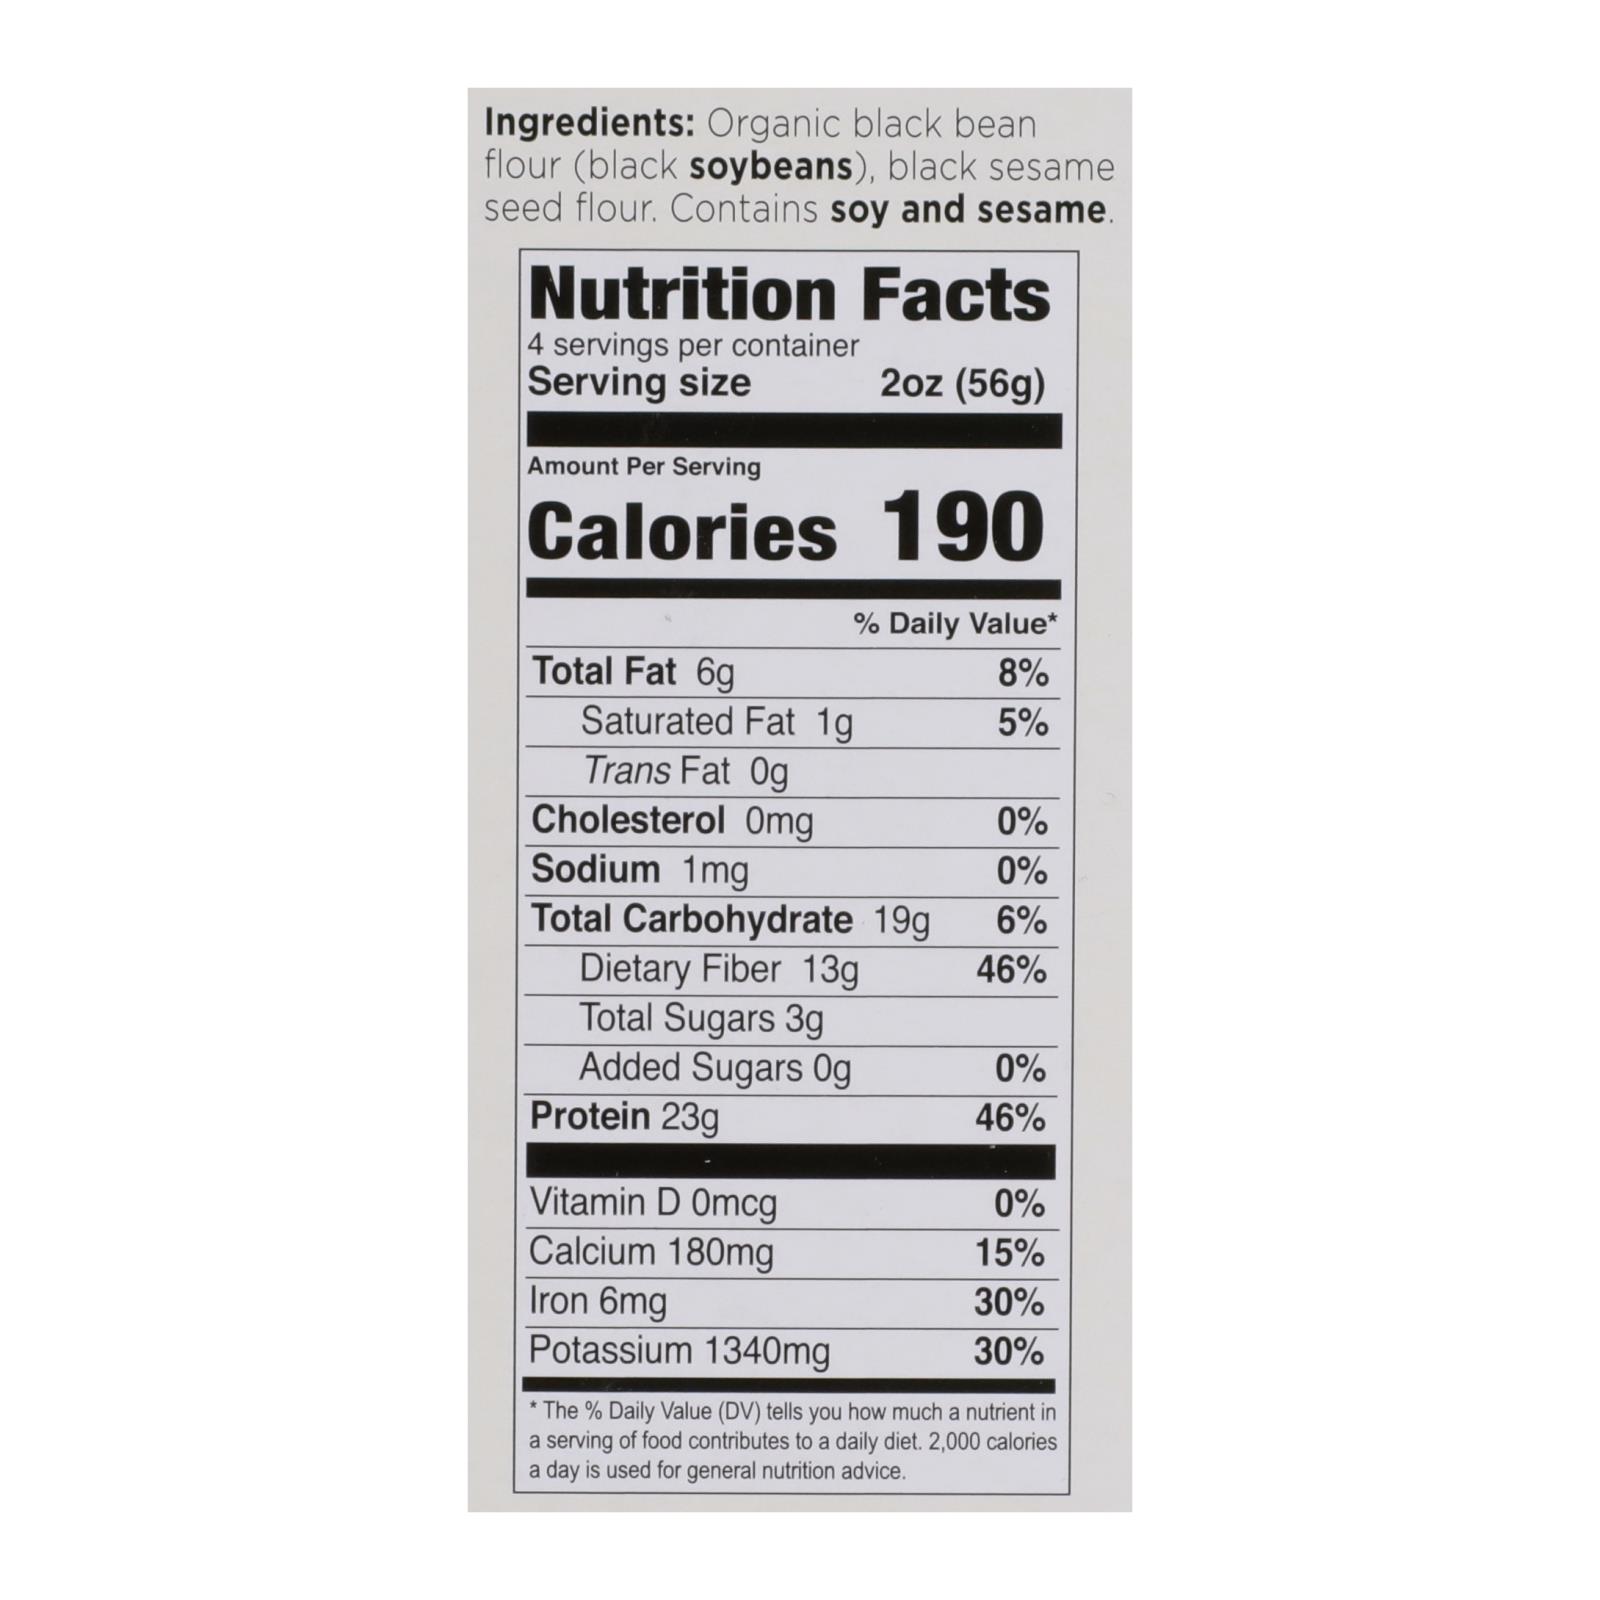 Ingredients: Organic black bean
flour (black soybeans), black sesame
seed flour. Contains soy and sesame.
Nutrition Facts
4 servings per container
Serving size 2oz (56g)
Amount Per Serving
Calories 190
% Daily Value*
Total Fat 6g 8%
Saturated Fat 1g 5%
Trans Fat 0g
Cholesterol 0mg 0%
Sodium 1mg 0%
Total Carbohydrate 19g 6%
Dietary Fiber 13g 46%
Total Sugars 3g
Added Sugars 0g 0%
Protein 23g 46%
Vitamin D 0mcg 0%
Calcium 180mg 15%
Iron 6mg 30%
Potassium 1340mg 30%
* The % Daily Value (DV) tells you how much a nutrient in
a serving of food contributes to a daily diet. 2,000 calories
a day is used for general nutrition advice.